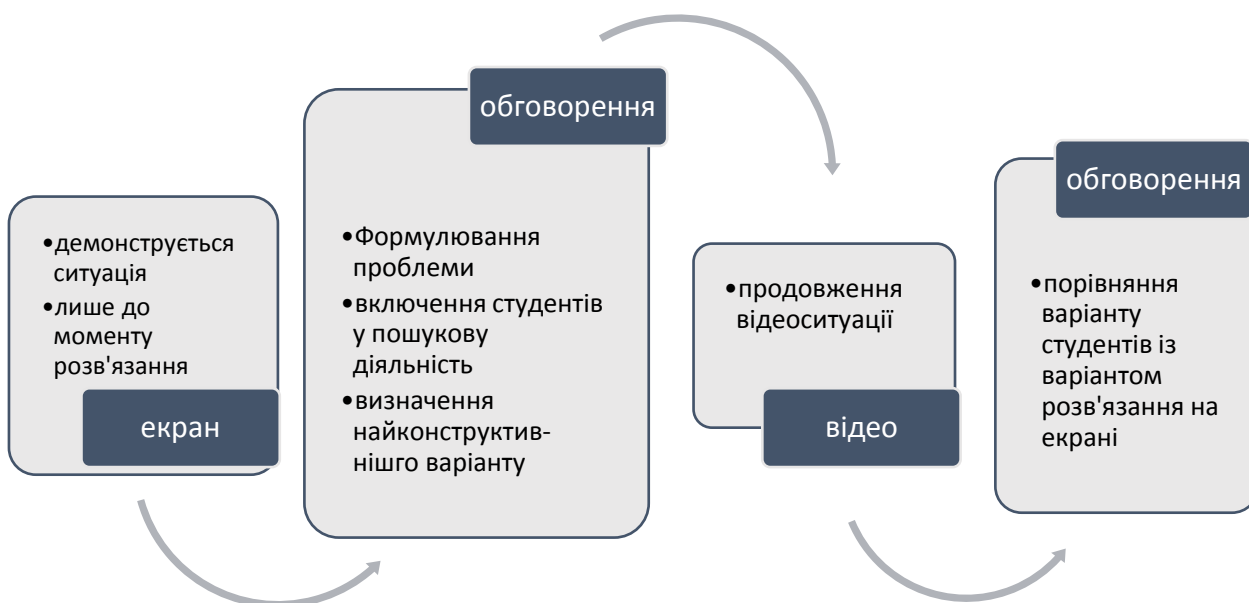 •демонструється
ситуація
•лише до
моменту
розв'язання
екран
обговорення
•Формулювання
проблеми
•включення студентів
у пошукову
діяльність
•визначення
найконструктив-
нішго варіанту
•продовження
відеоситуації
відео
обговорення
•порівняння
варіанту
студентів із
варіантом
розв'язання на
екрані